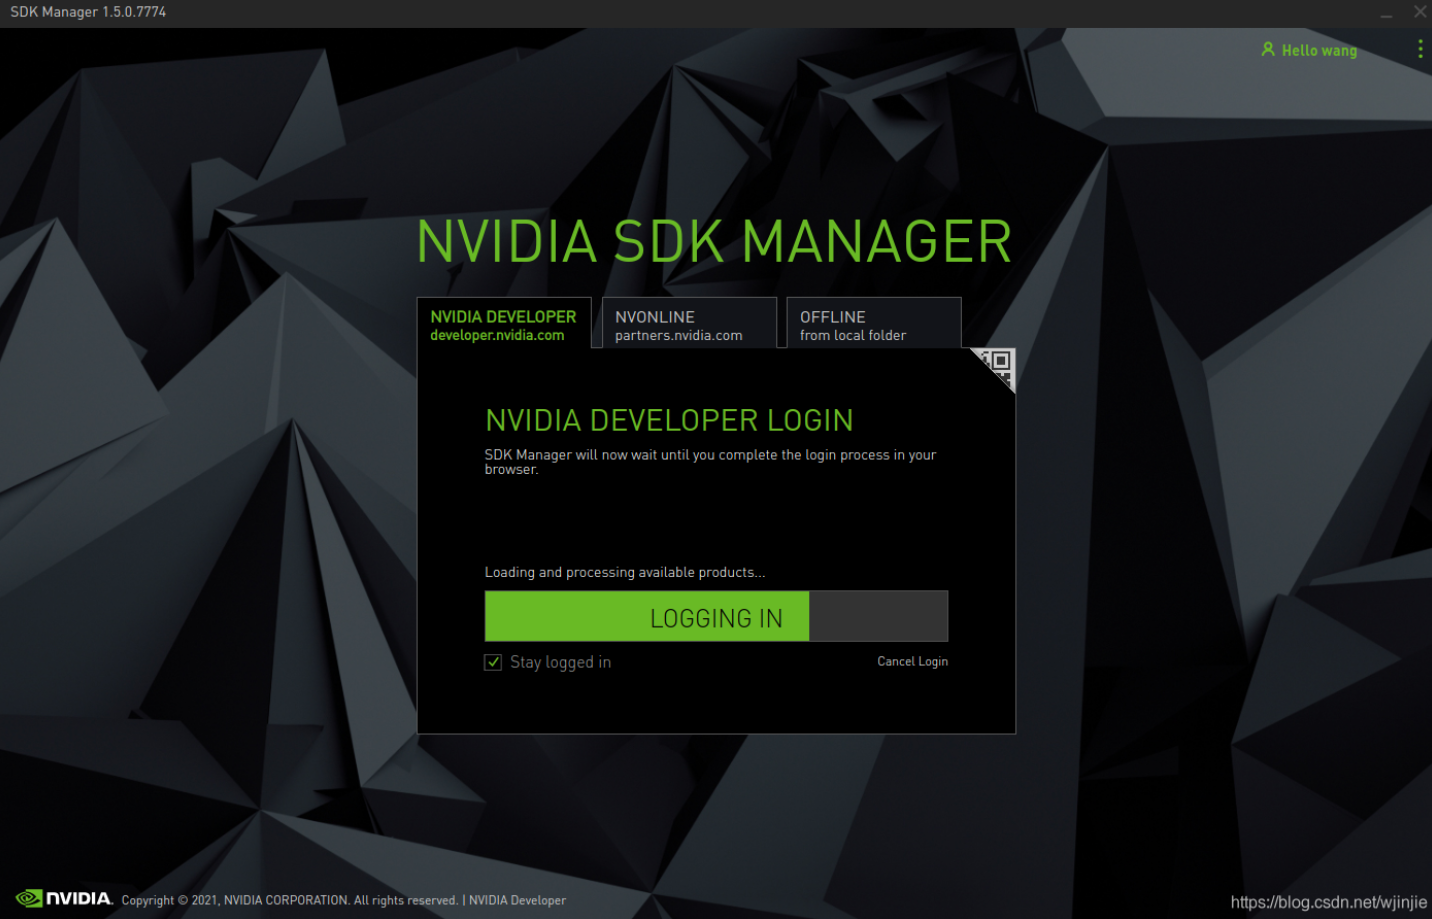 SDK Manager 1.5.0.7774
Hello wang
NVIDIA SDK MANAGER
NVIDIA DEVELOPER
developer.nvidia.com
NVONLINE
partners.nvidia.com
OFFLINE
from local folder
NVIDIA DEVELOPER LOGIN
SDK Manager will now wait until you complete the login process in your
browser.
Loading and processing available products...
LOGGING IN
Stay logged in
Cancel Login
NVIDIA. Copyright © 2021, NVIDIA CORPORATION. All rights reserved. | NVIDIA Developer
https://blog.csdn.net/wjinjie